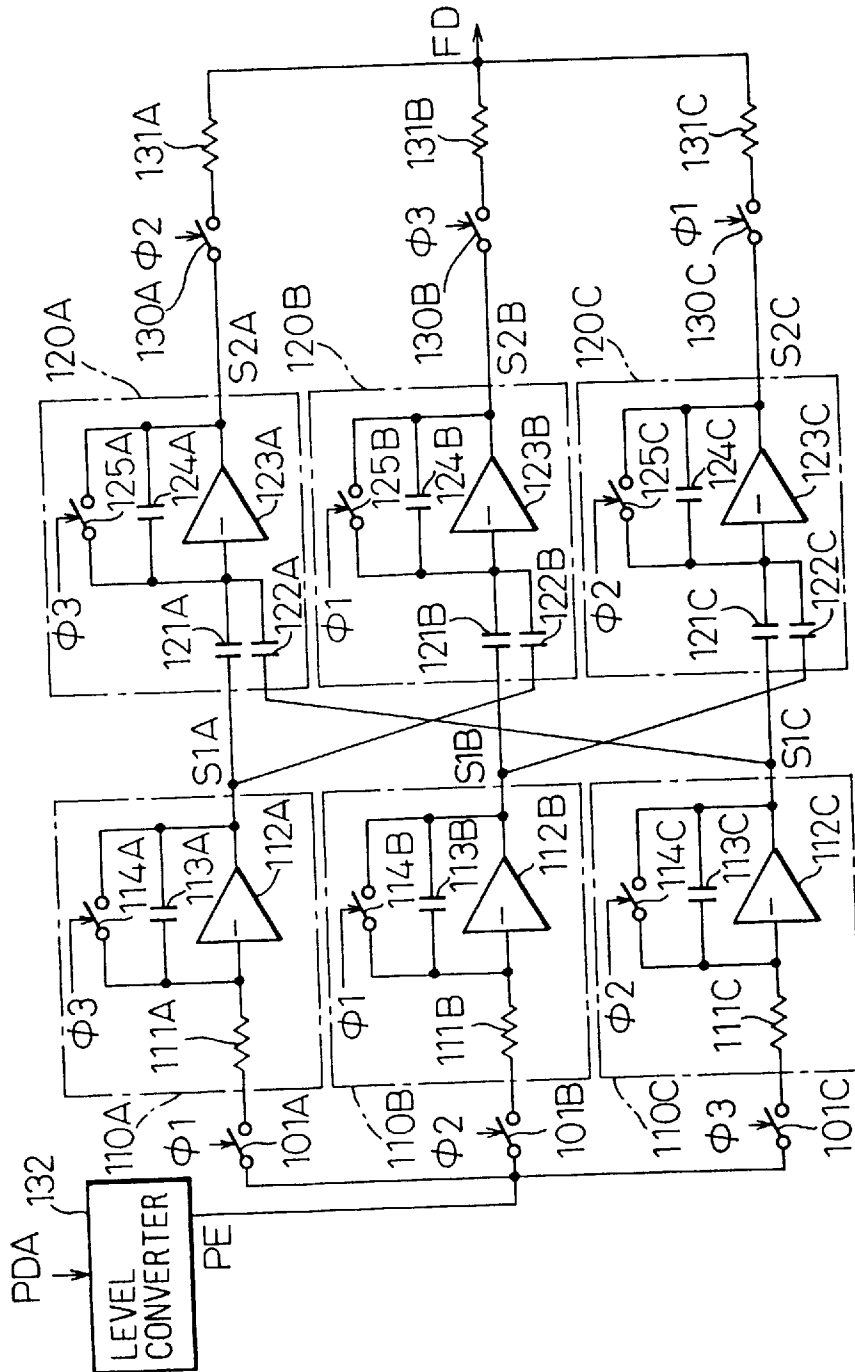 PDA
132
LEVEL
CONVERTER
PE
110A
Φ1
101A
Φ3
111A
114A
113A
112A
S1A
120A
Φ3
121A
122A
125A
124A
123A
S2A
130A
Φ2
131A
FD
110B
Φ2
101B
Φ1
111B
114B
113B
112B
S1B
120B
Φ1
121B
122B
125B
124B
123B
S2B
130B
Φ3
131B
110C
Φ3
101C
Φ2
111C
114C
113C
112C
S1C
120C
Φ2
121C
122C
125C
124C
123C
S2C
130C
Φ1
131C